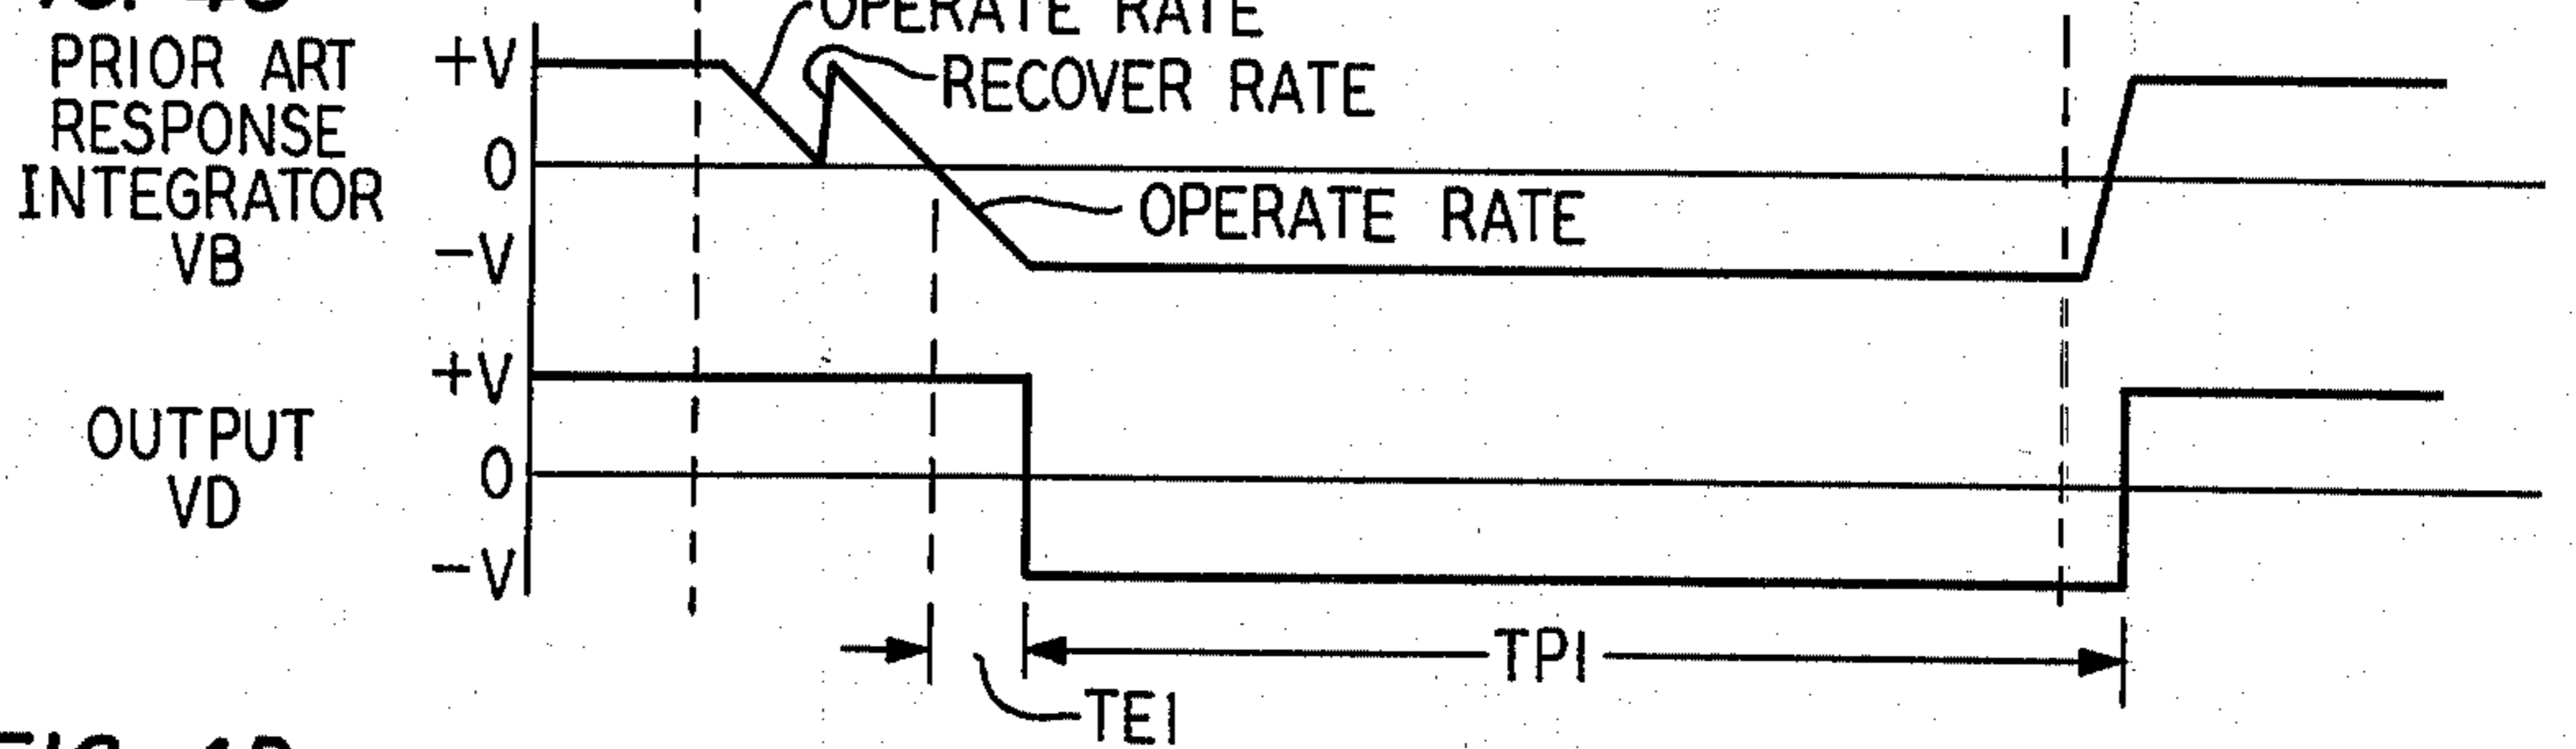 OPERATE RATE
PRIOR ART
RESPONSE
INTEGRATOR
VB
+V
0
-V
RECOVER RATE
OPERATE RATE
OUTPUT
VD
+V
0
-V
TP1
TE1